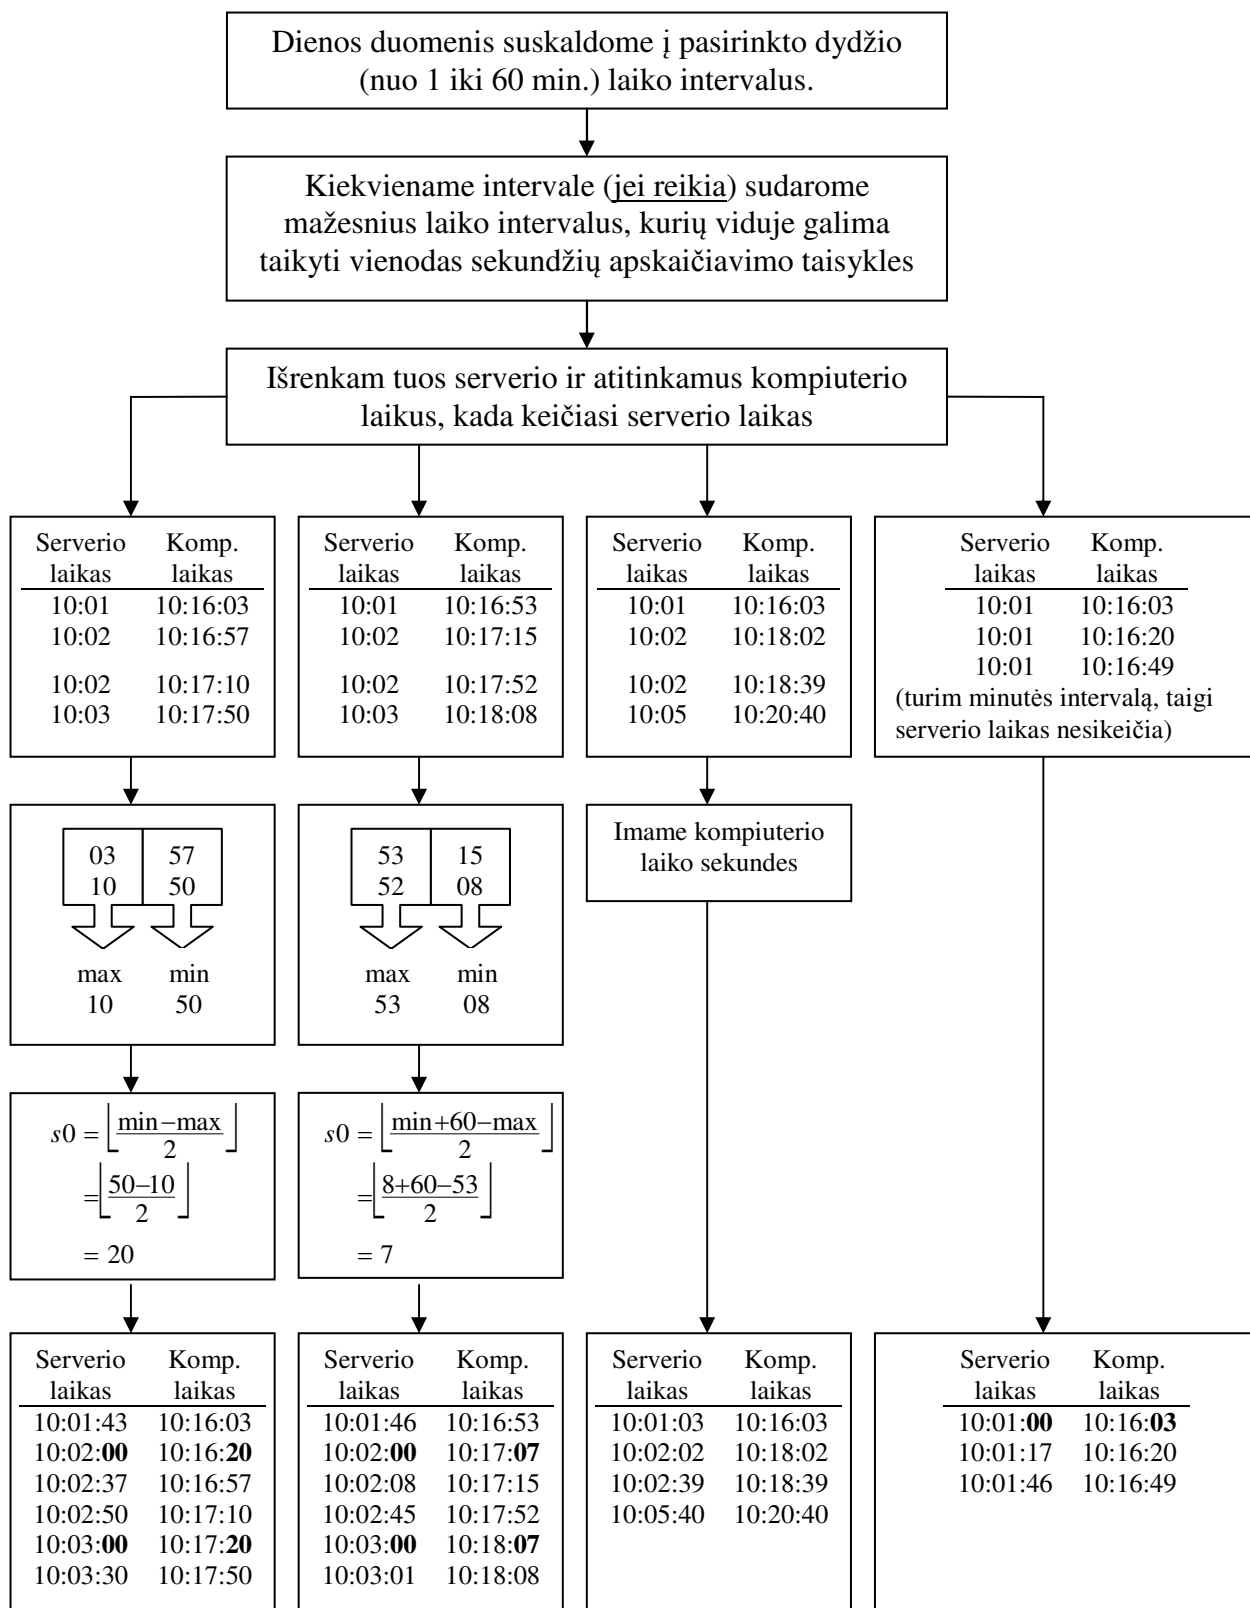 Dienos duomenis suskaldome į pasirinkto dydžio
(nuo 1 iki 60 min.) laiko intervalus.
Kiekviename intervale (jei reikia) sudarome
mažesnius laiko intervalus, kurių viduje galima
taikyti vienodas sekundžių apskaičiavimo taisykles
Išrenkam tuos serverio ir atitinkamus kompiuterio
laikus, kada keičiasi serverio laikas
Serverio Komp.
laikas laikas
10:01 10:16:03
10:02 10:16:57
10:02 10:17:10
10:03 10:17:50
Serverio Komp.
laikas laikas
10:01 10:16:53
10:02 10:17:15
10:02 10:17:52
10:03 10:18:08
Serverio Komp.
laikas laikas
10:01 10:16:03
10:02 10:18:02
10:02 10:18:39
10:05 10:20:40
Serverio Komp.
laikas laikas
10:01 10:16:03
10:01 10:16:20
10:01 10:16:49
(turim minutės intervalą, taigi
serverio laikas nesikeičia)
03 57
10 50
max min
10 50
53 15
52 08
max min
53 08
Imame kompiuterio
laiko sekundes
s0 = ⌊(min−max)/2⌋
= ⌊(50−10)/2⌋
= 20
s0 = ⌊(min+60−max)/2⌋
= ⌊(8+60−53)/2⌋
= 7
Serverio Komp.
laikas laikas
10:01:43 10:16:03
10:02:00 10:16:20
10:02:37 10:16:57
10:02:50 10:17:10
10:03:00 10:17:20
10:03:30 10:17:50
Serverio Komp.
laikas laikas
10:01:46 10:16:53
10:02:00 10:17:07
10:02:08 10:17:15
10:02:45 10:17:52
10:03:00 10:18:07
10:03:01 10:18:08
Serverio Komp.
laikas laikas
10:01:03 10:16:03
10:02:02 10:18:02
10:02:39 10:18:39
10:05:40 10:20:40
Serverio Komp.
laikas laikas
10:01:00 10:16:03
10:01:17 10:16:20
10:01:46 10:16:49